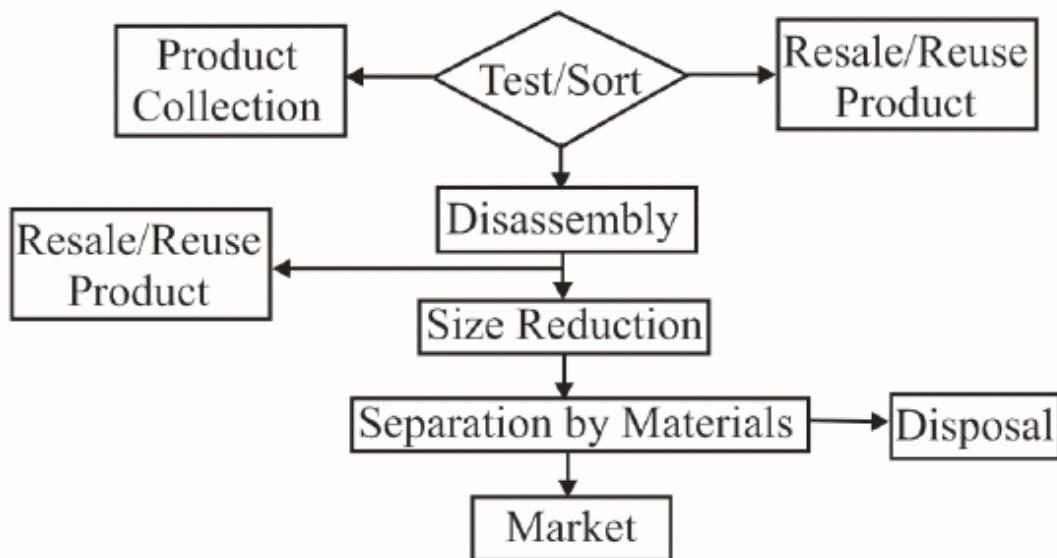 Product
Collection
Test/Sort
Resale/Reuse
Product
Disassembly
Resale/Reuse
Product
Size Reduction
Separation by Materials
Disposal
Market